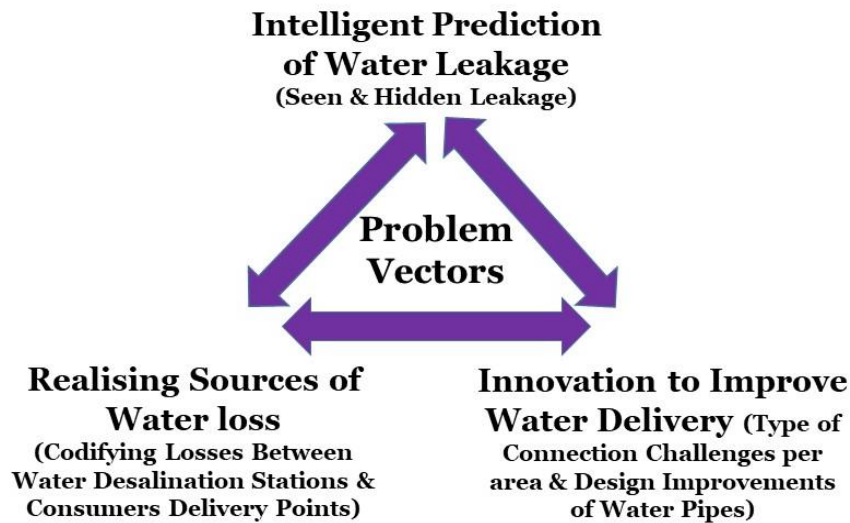 Intelligent Prediction
of Water Leakage
(Seen & Hidden Leakage)
Problem
Vectors
Realising Sources of
Water loss
(Codifying Losses Between
Water Desalination Stations &
Consumers Delivery Points)
Innovation to Improve
Water Delivery (Type of
Connection Challenges per
area & Design Improvements
of Water Pipes)